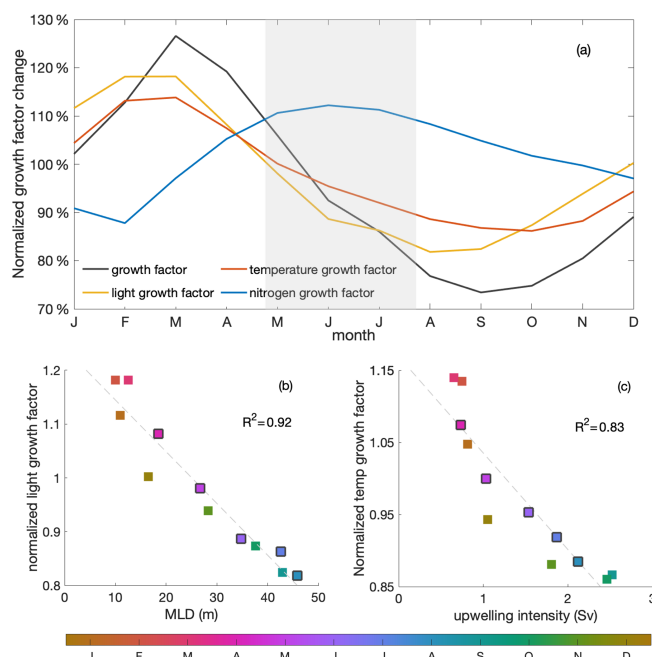 130 %
(a)
120 %
110 %
100 %
90 %
80 %
70 %
Normalized growth factor change
growth factor
temperature growth factor
light growth factor
nitrogen growth factor
J F M A M J J A S O N D
month
1.2
1.1
1
0.9
0.8
normalized light growth factor
(b)
R²=0.92
0 10 20 30 40 50
MLD (m)
1.15
1.05
0.95
0.85
Normalized temp growth factor
(c)
R²=0.83
0 1 2 3
upwelling intensity (Sv)
J F M A M J J A S O N D